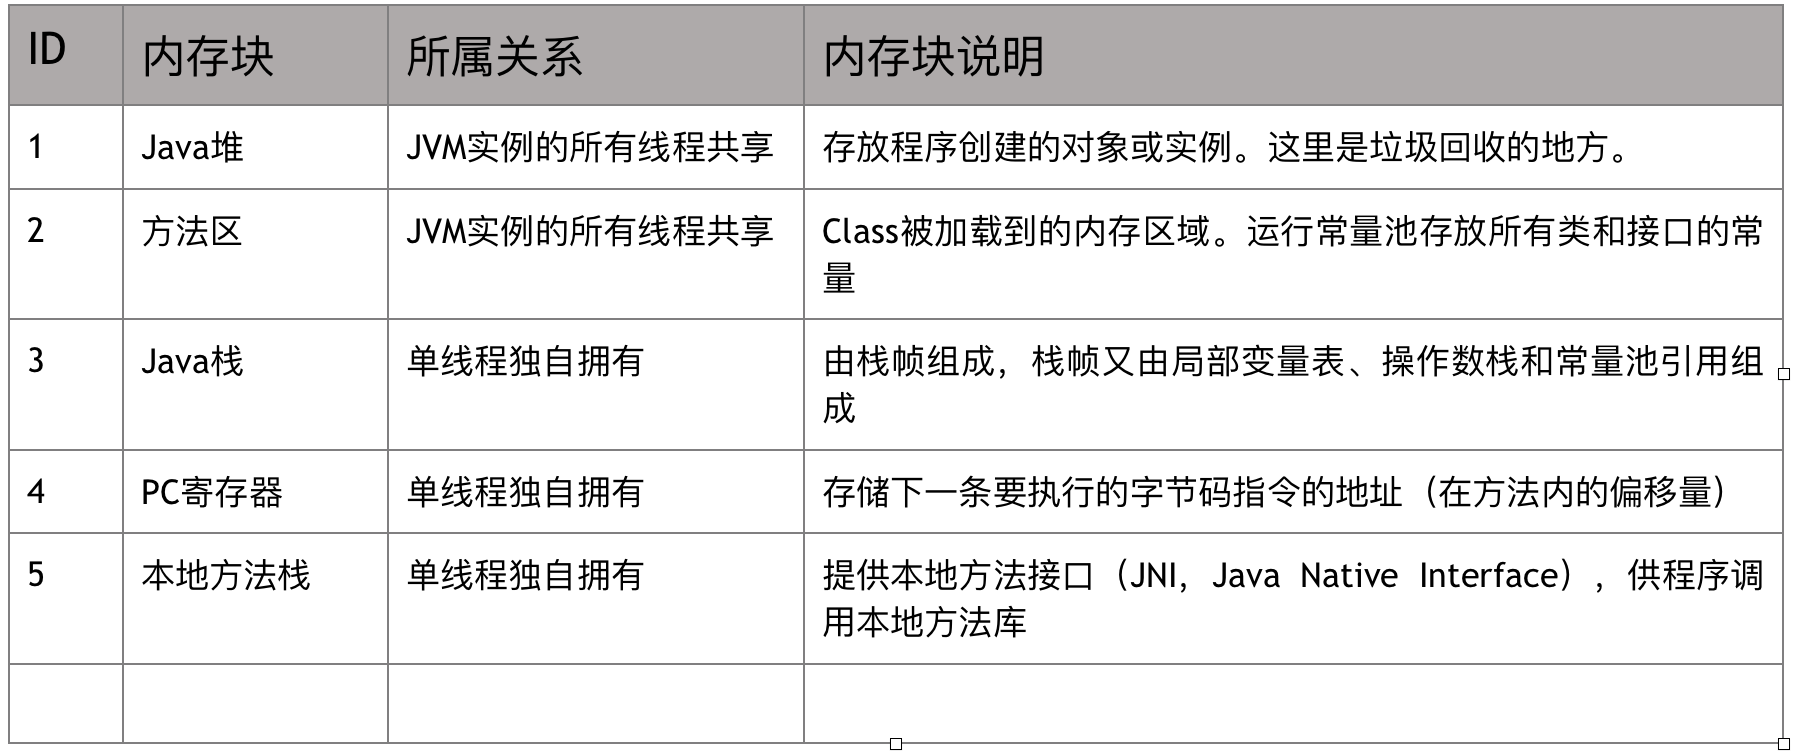 ID 内存块 所属关系 内存块说明
1 Java堆 JVM实例的所有线程共享 存放程序创建的对象或实例。这里是垃圾回收的地方。
2 方法区 JVM实例的所有线程共享 Class被加载到的内存区域。运行常量池存放所有类和接口的常
量
3 Java栈 单线程独自拥有 由栈帧组成，栈帧又由局部变量表、操作数栈和常量池引用组
成
4 PC寄存器 单线程独自拥有 存储下一条要执行的字节码指令的地址（在方法内的偏移量）
5 本地方法栈 单线程独自拥有 提供本地方法接口（JNI，Java Native Interface），供程序调
用本地方法库